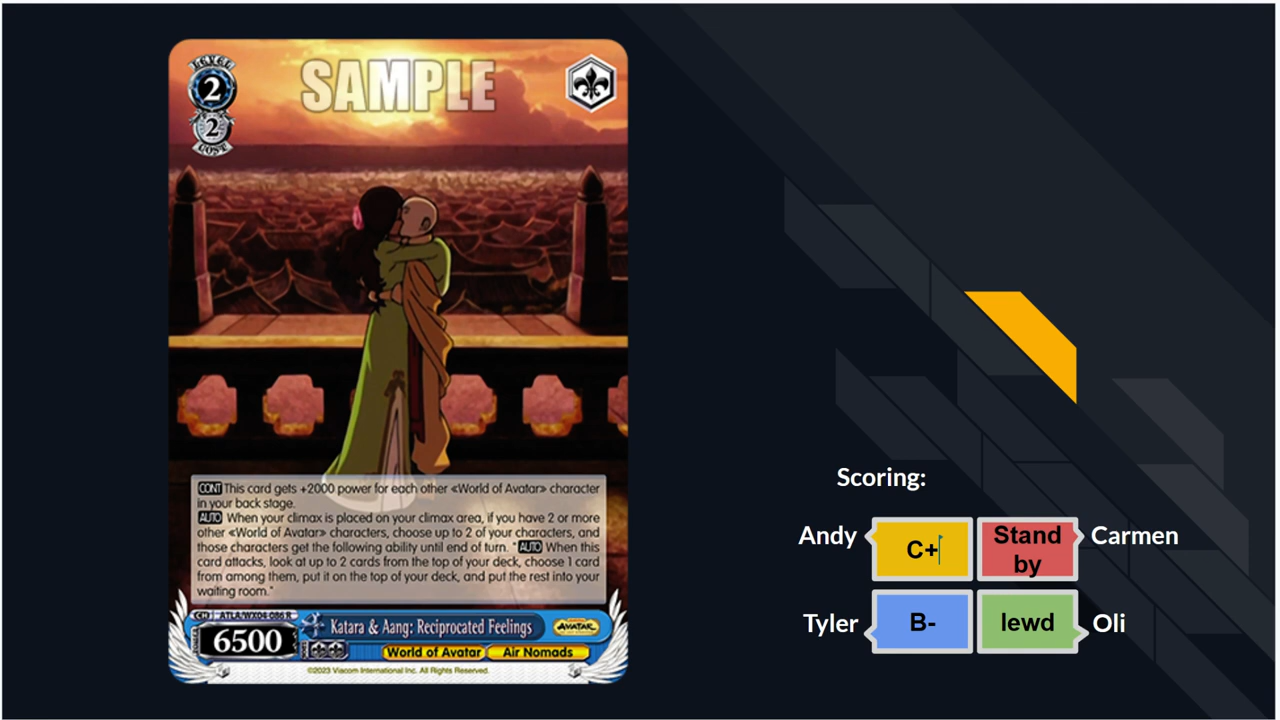 LEVEL
2
2
COST
SAMPLE
CONT This card gets +2000 power for each other «World of Avatar» character
in your back stage.
AUTO When your climax is placed on your climax area, if you have 2 or more
other «World of Avatar» characters, choose up to 2 of your characters, and
those characters get the following ability until end of turn. "AUTO When this
card attacks, look at up to 2 cards from the top of your deck, choose 1 card
from among them, put it on the top of your deck, and put the rest into your
waiting room."
CH ATLA/WX04-086 R
6500
Katara & Aang: Reciprocated Feelings
AVATAR
World of Avatar
Air Nomads
©2023 Viacom International Inc. All Rights Reserved.
Scoring:
Andy
C+
Stand
by
Carmen
Tyler
B-
lewd
Oli